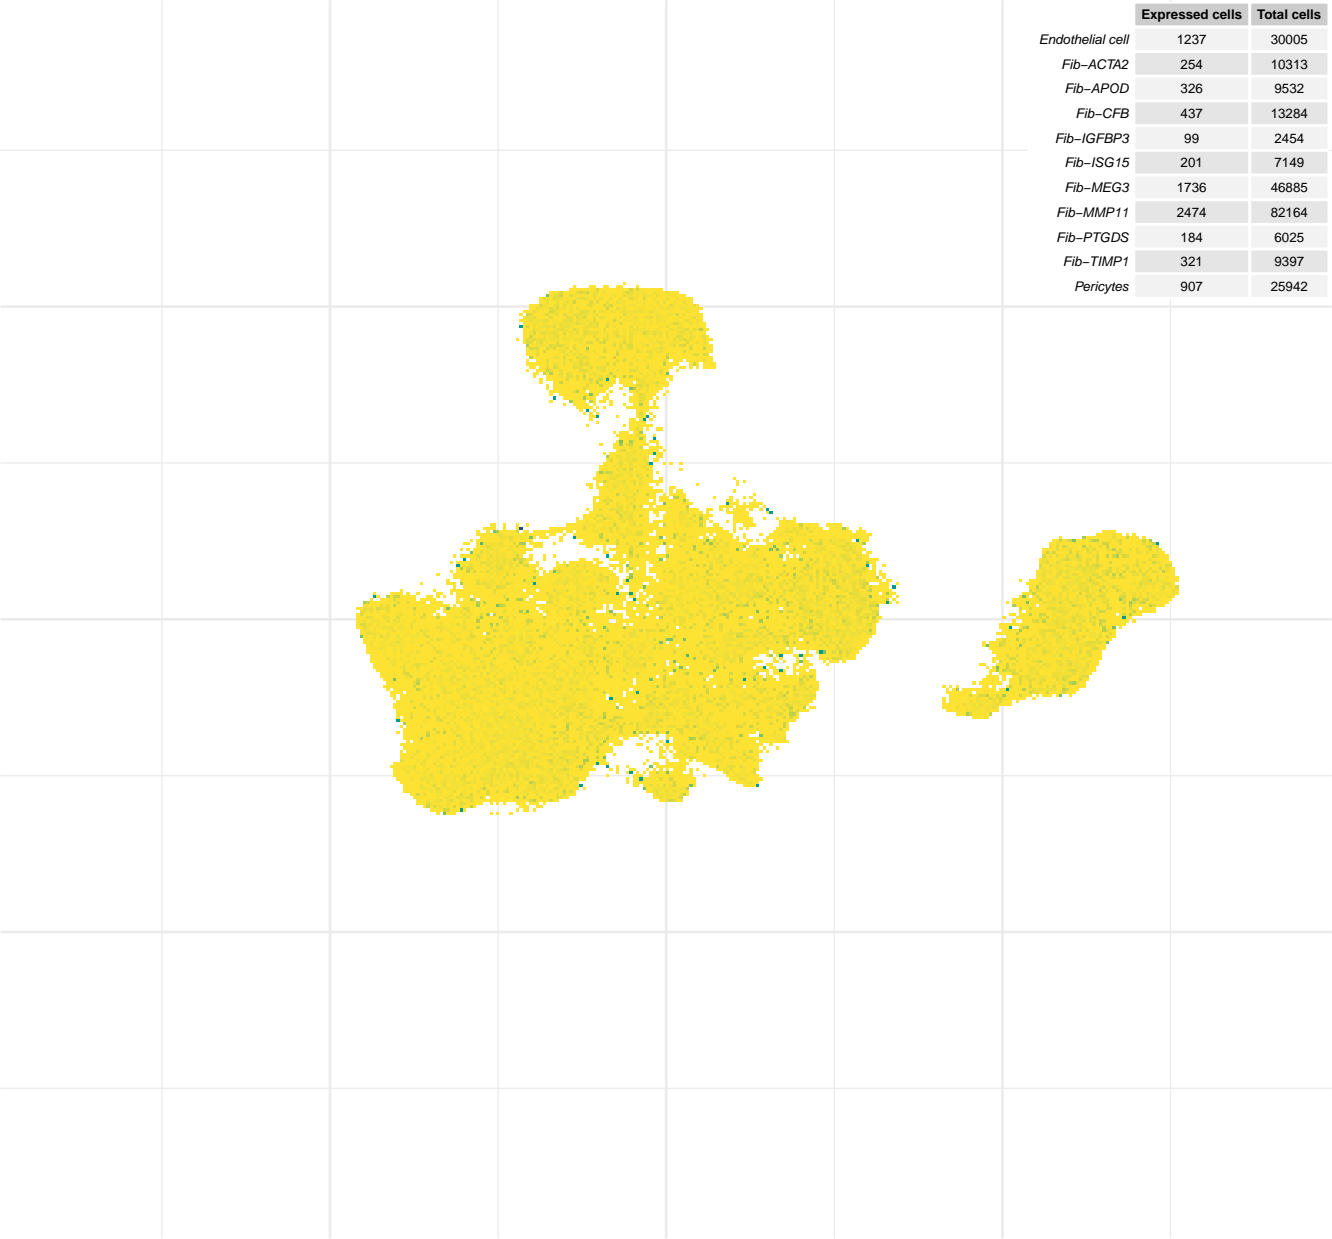 Expressed cells Total cells
Endothelial cell 1237 30005
Fib−ACTA2 254 10313
Fib−APOD 326 9532
Fib−CFB 437 13284
Fib−IGFBP3 99 2454
Fib−ISG15 201 7149
Fib−MEG3 1736 46885
Fib−MMP11 2474 82164
Fib−PTGDS 184 6025
Fib−TIMP1 321 9397
Pericytes 907 25942